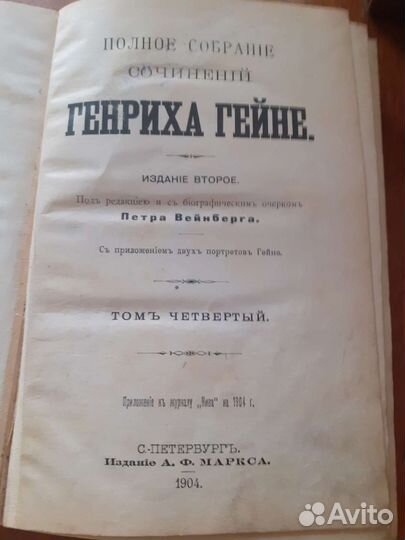 ПОЛНОЕ СОБРАНІЕ
СОЧИНЕНІЙ
ГЕНРИХА ГЕЙНЕ.
ИЗДАНІЕ ВТОРОЕ.
Подъ редакціею и съ біографическимъ очеркомъ
Петра Вейнберга.
Съ приложеніемъ двухъ портретовъ Гейне.
ТОМЪ ЧЕТВЕРТЫЙ.
Приложеніе къ журналу „Нива“ на 1904 г.
С.-ПЕТЕРБУРГЪ.
Изданіе А. Ф. МАРКСА.
1904.
Avito